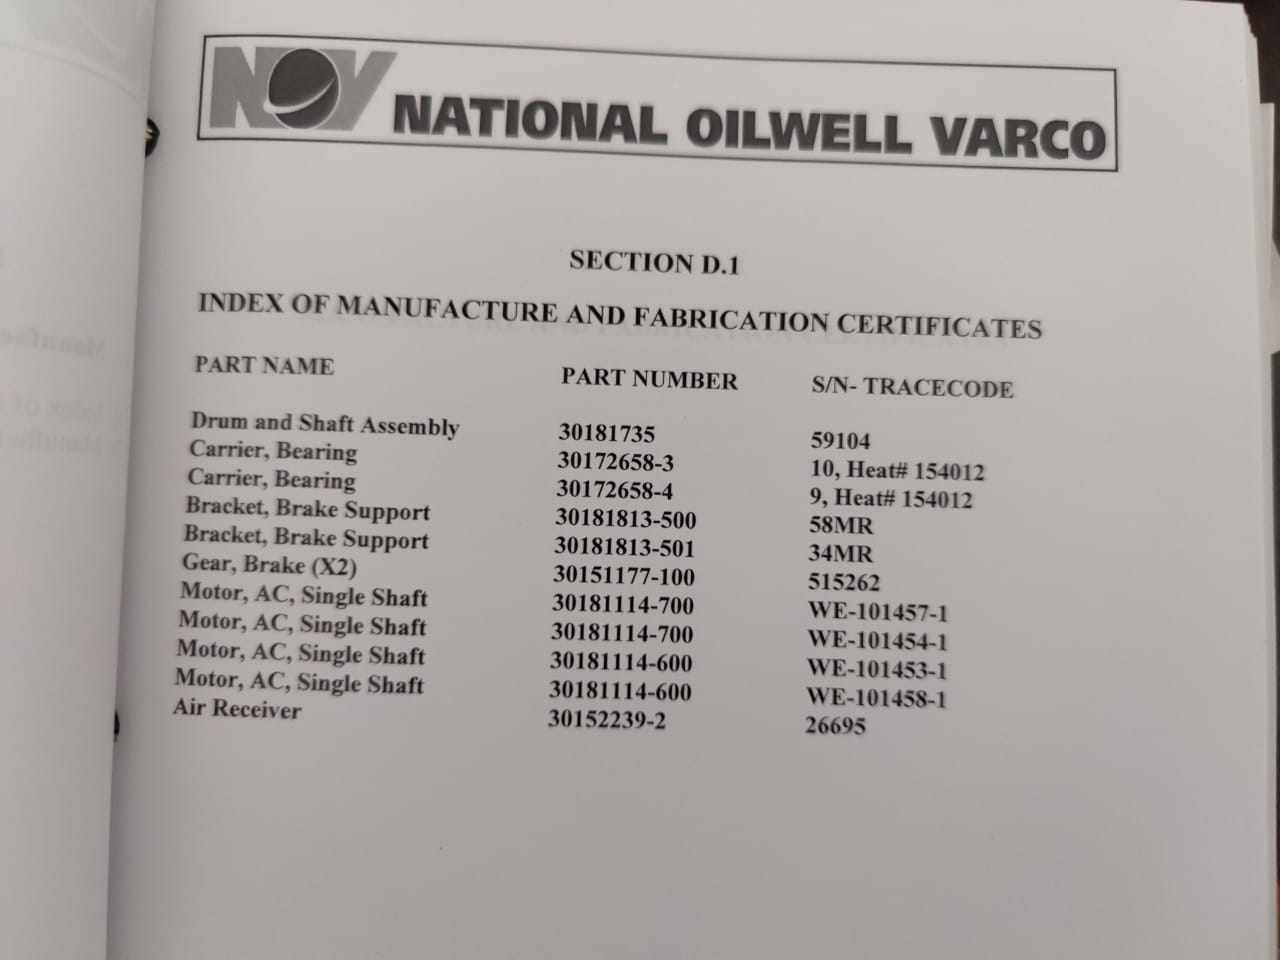 NOV NATIONAL OILWELL VARCO
SECTION D.1
INDEX OF MANUFACTURE AND FABRICATION CERTIFICATES
PART NAME PART NUMBER S/N- TRACECODE
Drum and Shaft Assembly 30181735 59104
Carrier, Bearing 30172658-3 10, Heat# 154012
Carrier, Bearing 30172658-4 9, Heat# 154012
Bracket, Brake Support 30181813-500 58MR
Bracket, Brake Support 30181813-501 34MR
Gear, Brake (X2) 30151177-100 515262
Motor, AC, Single Shaft 30181114-700 WE-101457-1
Motor, AC, Single Shaft 30181114-700 WE-101454-1
Motor, AC, Single Shaft 30181114-600 WE-101453-1
Motor, AC, Single Shaft 30181114-600 WE-101458-1
Air Receiver 30152239-2 26695